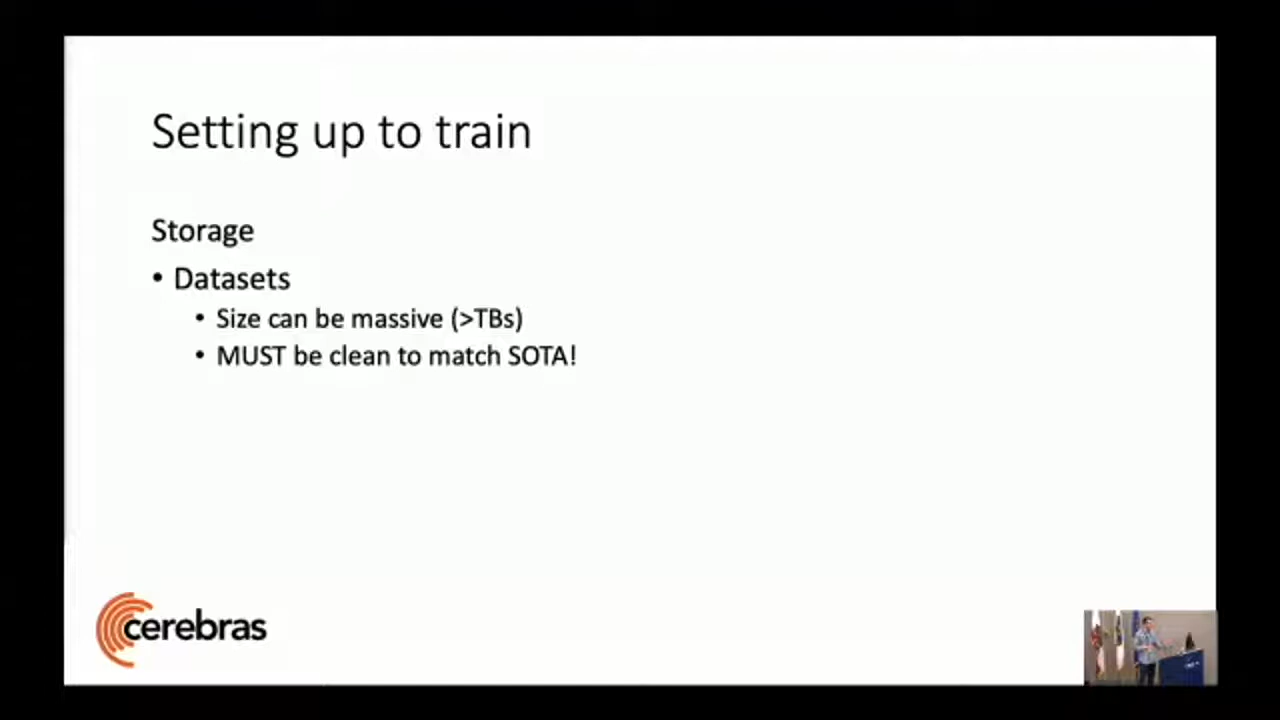 Setting up to train
Storage
• Datasets
• Size can be massive (>TBs)
• MUST be clean to match SOTA!
cerebras